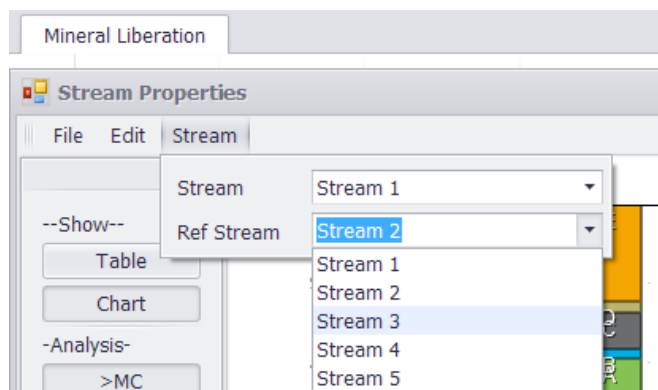 Mineral Liberation
Stream Properties
File Edit Stream
Stream Stream 1
Ref Stream Stream 2
Stream 1
Stream 2
Stream 3
Stream 4
Stream 5
--Show--
Table
Chart
-Analysis-
>MC